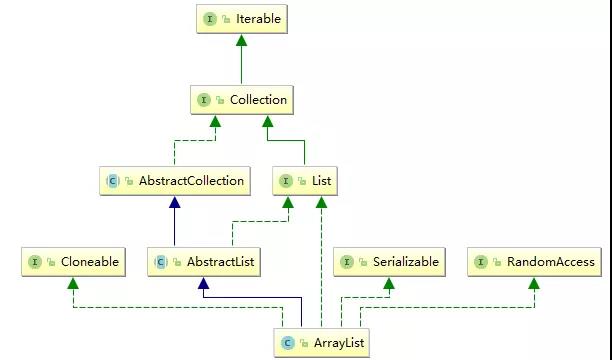 I Iterable
I Collection
C AbstractCollection
I List
I Cloneable
C AbstractList
I Serializable
I RandomAccess
C ArrayList